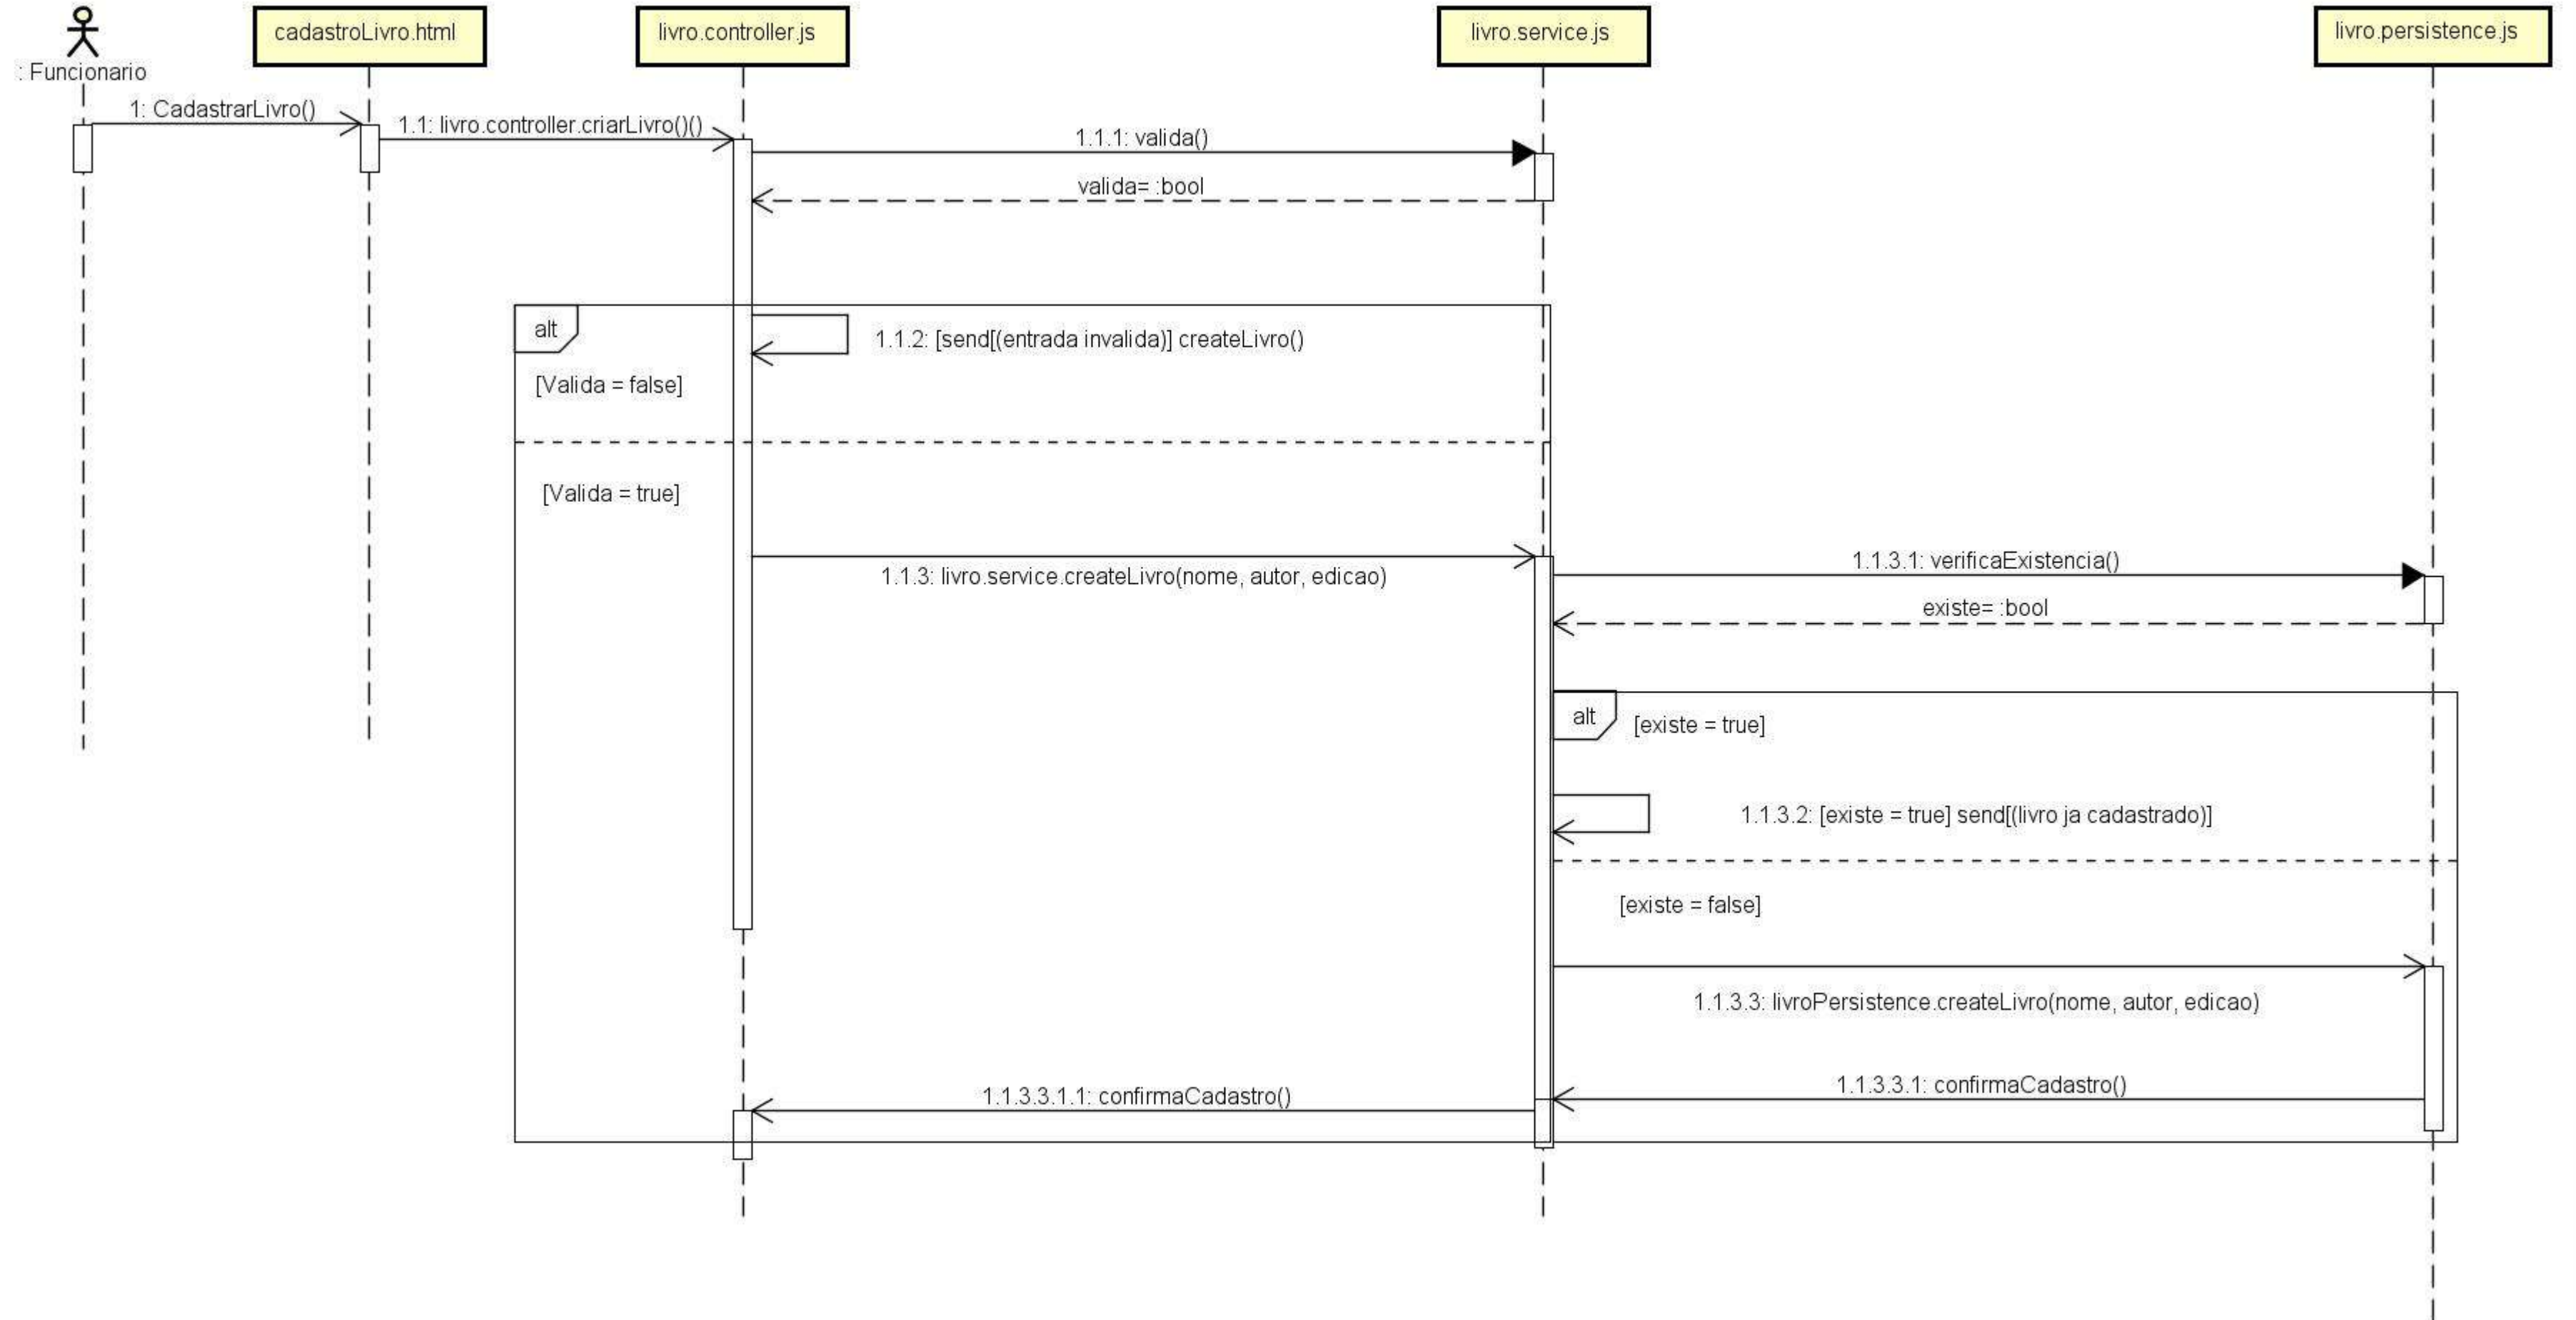 cadastroLivro.html
livro.controller.js
livro.service.js
livro.persistence.js
: Funcionario
1: CadastrarLivro()
1.1: livro.controller.criarLivro()()
1.1.1: valida()
valida= :bool
alt
1.1.2: [send[(entrada invalida)] createLivro()
[Valida = false]
[Valida = true]
1.1.3: livro.service.createLivro(nome, autor, edicao)
1.1.3.1: verificaExistencia()
existe= :bool
alt
[existe = true]
1.1.3.2: [existe = true] send[(livro ja cadastrado)]
[existe = false]
1.1.3.3: livroPersistence.createLivro(nome, autor, edicao)
1.1.3.3.1: confirmaCadastro()
1.1.3.3.1.1: confirmaCadastro()